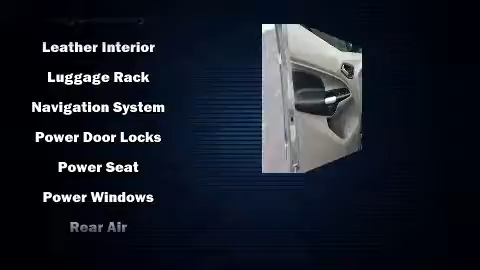 Leather Interior
Luggage Rack
Navigation System
Power Door Locks
Power Seat
Power Windows
Rear Air